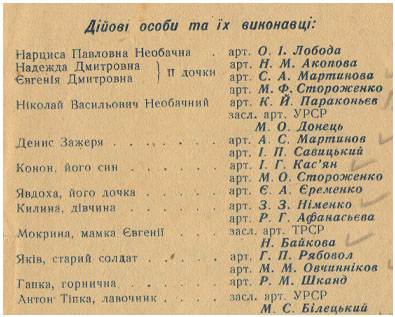 Дійові особи та їх виконавці:
Нарциса Павловна Необачна . арт. О. І. Лобода
Надежда Дмитровна } її дочки арт. Н. М. Акопова
Євгенія Дмитровна арт. С. А. Мартинова
арт. М. Ф. Стороженко
Ніколай Васильович Необачний арт. К. Й. Параконьєв
засл. арт. УРСР
М. О. Донець
Денис Зажеря . . . . . . арт. А. С. Мартинов
арт. І. П. Савицький
Конон, його син . . . . . арт. І. Г. Кас’ян
арт. М. О. Стороженко
Явдоха, його дочка . . . . арт. Є. А. Єременко
Килина, дівчина . . . . . арт. З. З. Німенко
арт. Р. Г. Афанасьєва
Мокрина, мамка Євгенії . . засл. арт. ТРСР
Н. Байкова
Яків, старий солдат . . . . арт. Г. П. Рябовол
арт. М. М. Овчинніков
Гапка, горнична . . . . . арт. Р. М. Шканд
Антон Тіпка, лавочник . . . засл. арт. УРСР
М. С. Білецький